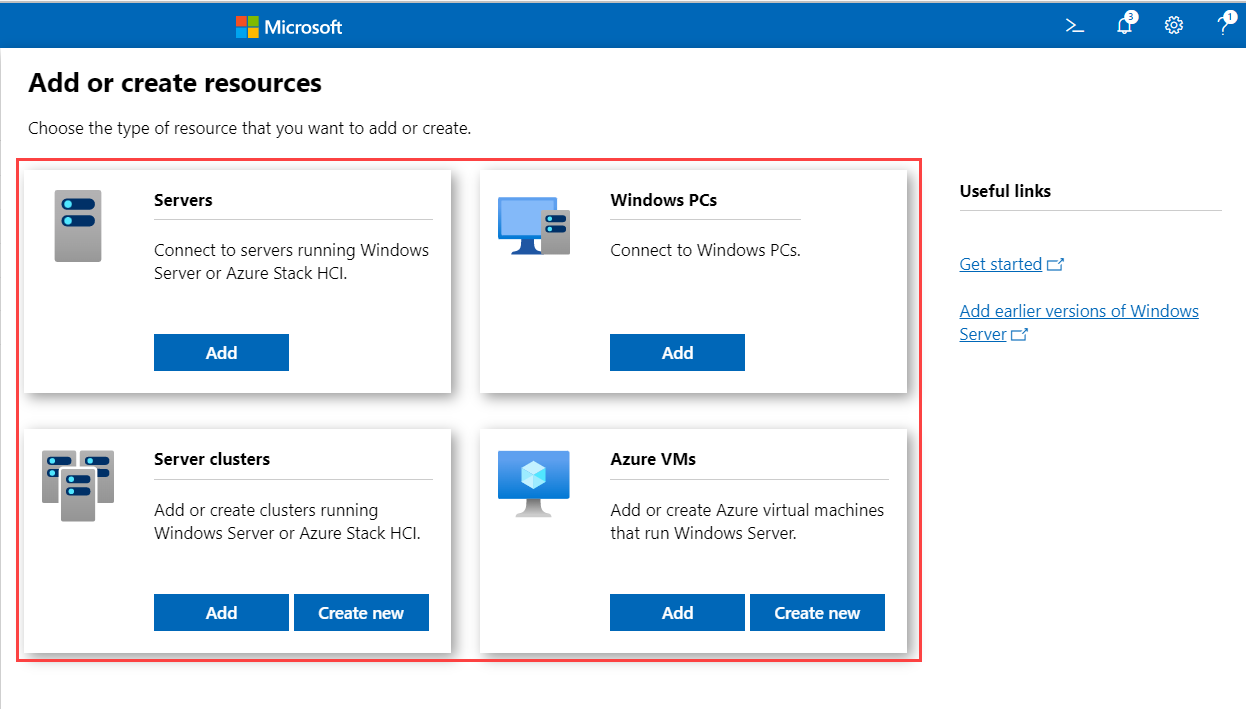 Microsoft
3
1
Add or create resources
Choose the type of resource that you want to add or create.
Servers
Connect to servers running Windows
Server or Azure Stack HCI.
Add
Windows PCs
Connect to Windows PCs.
Add
Server clusters
Add or create clusters running
Windows Server or Azure Stack HCI.
Add
Create new
Azure VMs
Add or create Azure virtual machines
that run Windows Server.
Add
Create new
Useful links
Get started
Add earlier versions of Windows
Server